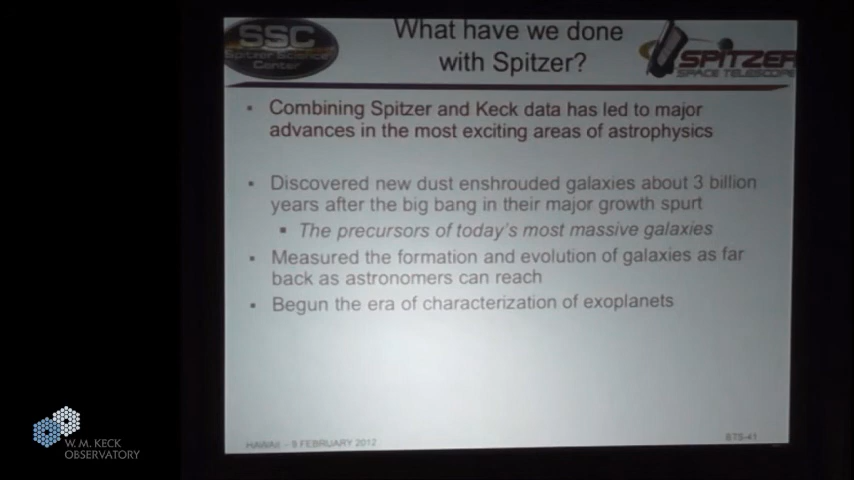 SSC
Spitzer Science
Center
What have we done
with Spitzer?
SPITZER
SPACE TELESCOPE
• Combining Spitzer and Keck data has led to major
advances in the most exciting areas of astrophysics
• Discovered new dust enshrouded galaxies about 3 billion
years after the big bang in their major growth spurt
▪ The precursors of today's most massive galaxies
• Measured the formation and evolution of galaxies as far
back as astronomers can reach
• Begun the era of characterization of exoplanets
HAWAII – 9 FEBRUARY 2012
BTS-41
W. M. KECK
OBSERVATORY